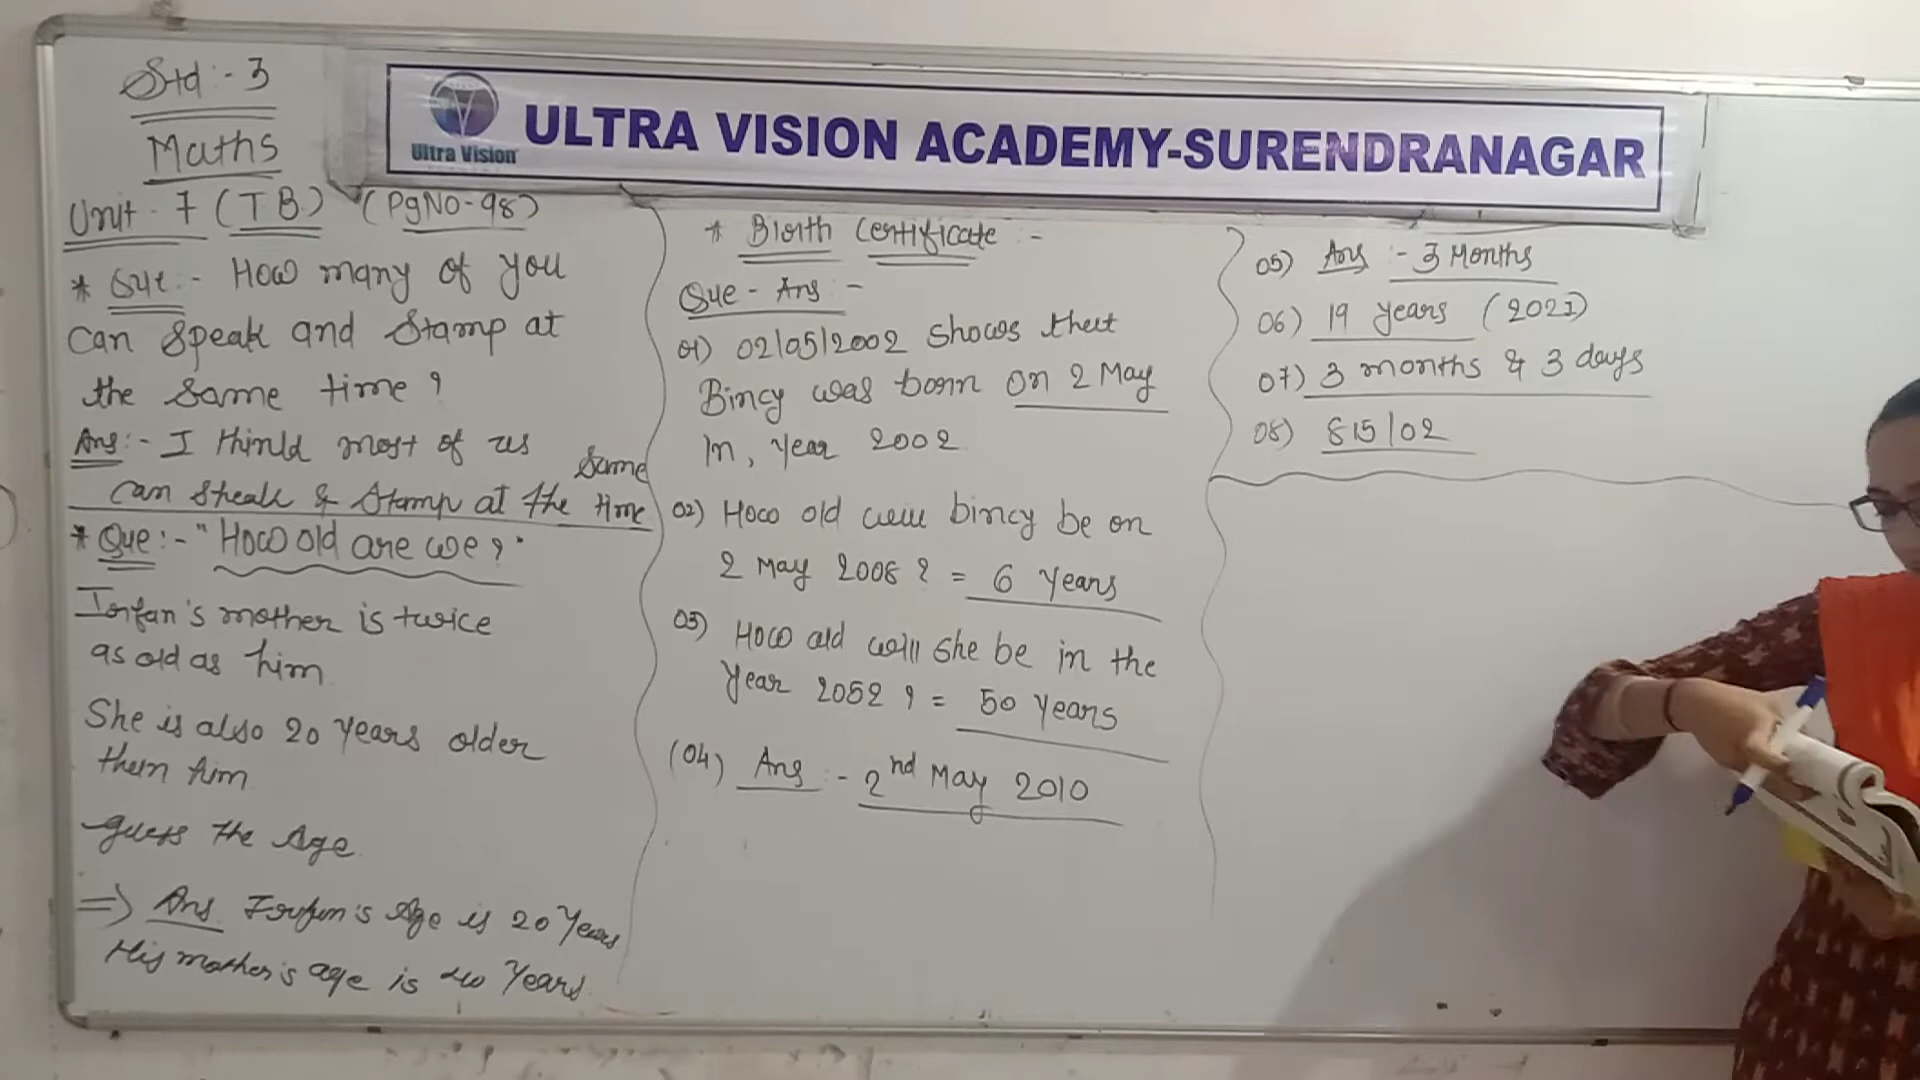 Std:- 3
Maths
Unit - 7 (T.B.) (PgNO-98)
* Que:- How many of you
can speak and Stamp at
the same time?
Ans:- I think most of us
can speak & stamp at the same time
* Que:- "How old are we?"
Irfan's mother is twice
as old as him
She is also 20 years older
them him
guess the Age
=> Ans Irfan's Age is 20 Years
His mother's age is 40 Years
Ultra Vision
ULTRA VISION ACADEMY-SURENDRANAGAR
* Birth Certificate :-
Que - Ans :-
01) 02/05/2002 shows that
Bincy was born on 2 May
In, year 2002
02) How old will bincy be on
2 May 2008 ? = 6 Years
03) How old will she be in the
Year 2052 ? = 50 years
(04) Ans :- 2nd May 2010
05) Ans :- 3 Months
06) 19 years (2021)
07) 3 months & 3 days
08) 815/02